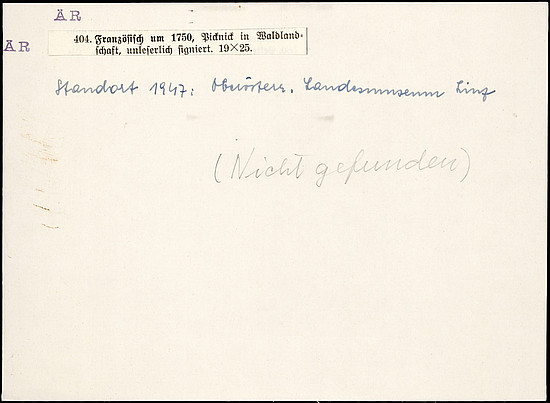 ÄR
ÄR
404. Französisch um 1750, Picknick in Waldland-
schaft, unleserlich signiert. 19×25.
Standort 1947: Oberösterr. Landesmuseum Linz
(Nicht gefunden)